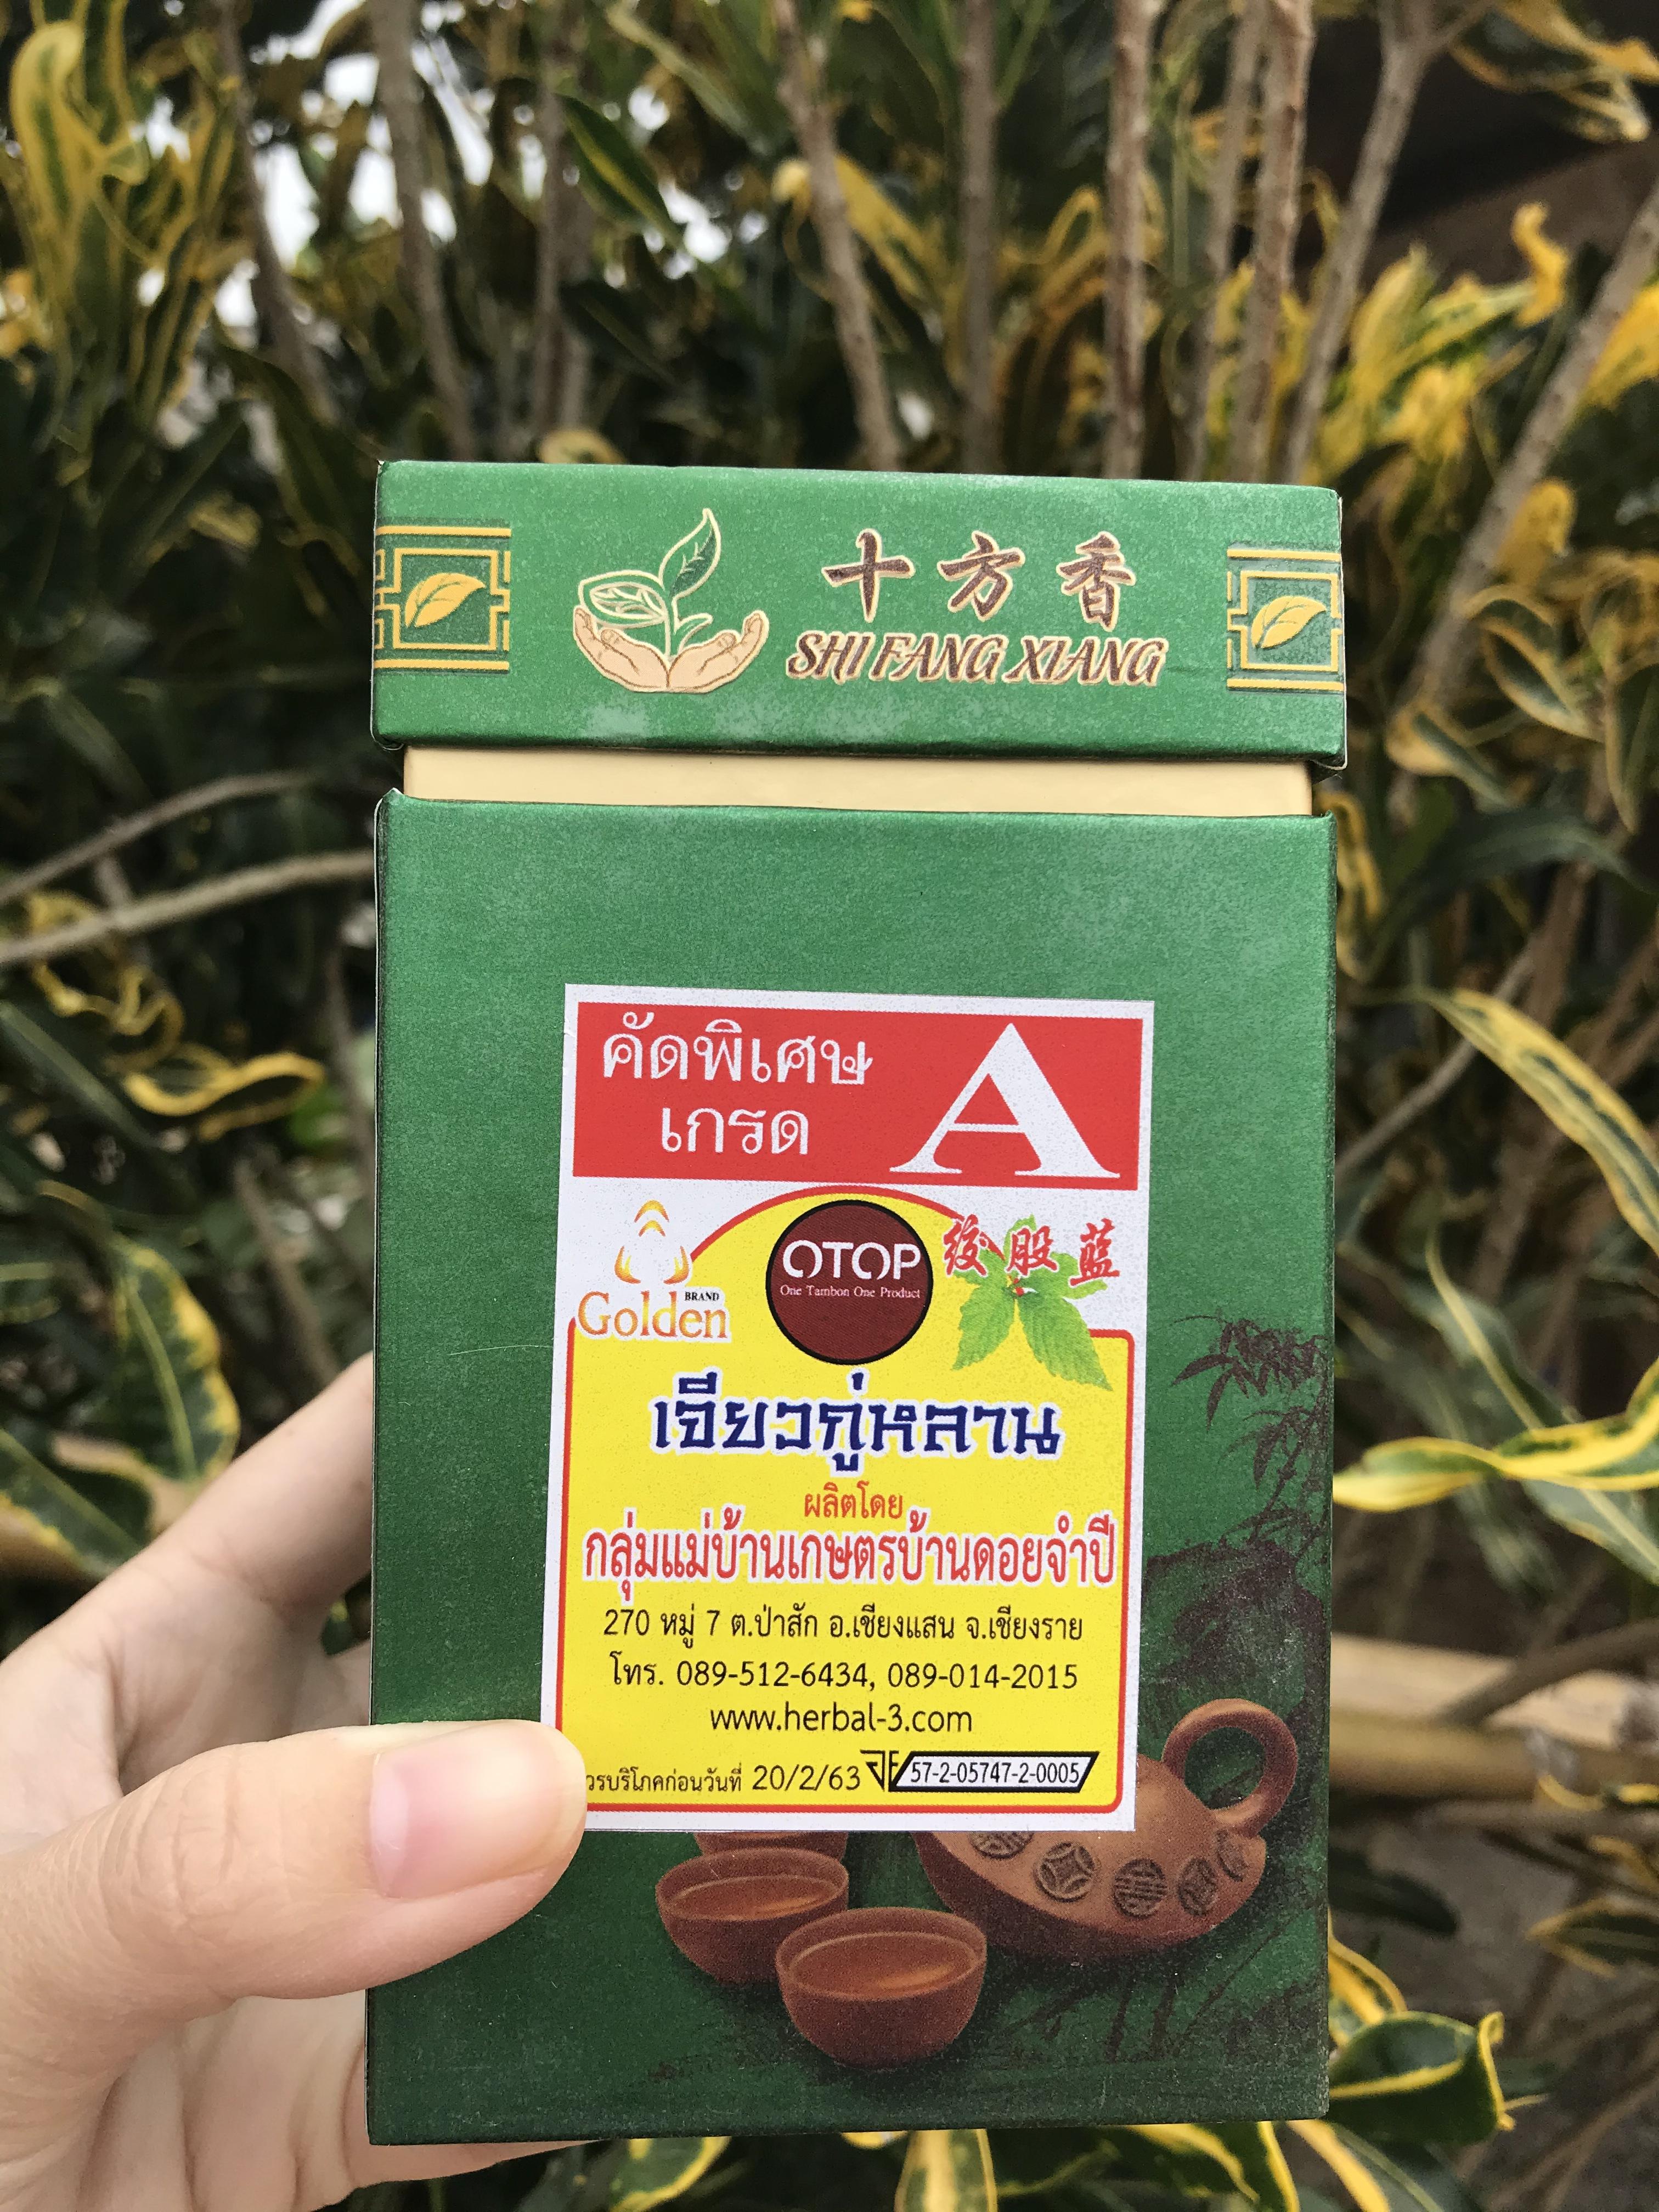 十方香
SHI FANG XIANG
คัดพิเศษ
เกรด
A
Golden
BRAND
OTOP
One Tambon One Product
絞股藍
เจียวกู่หลาน
ผลิตโดย
กลุ่มแม่บ้านเกษตรบ้านดอยจำปี
270 หมู่ 7 ต.ป่าสัก อ.เชียงแสน จ.เชียงราย
โทร. 089-512-6434, 089-014-2015
www.herbal-3.com
วรบริโภคก่อนวันที่ 20/2/63
57-2-05747-2-0005